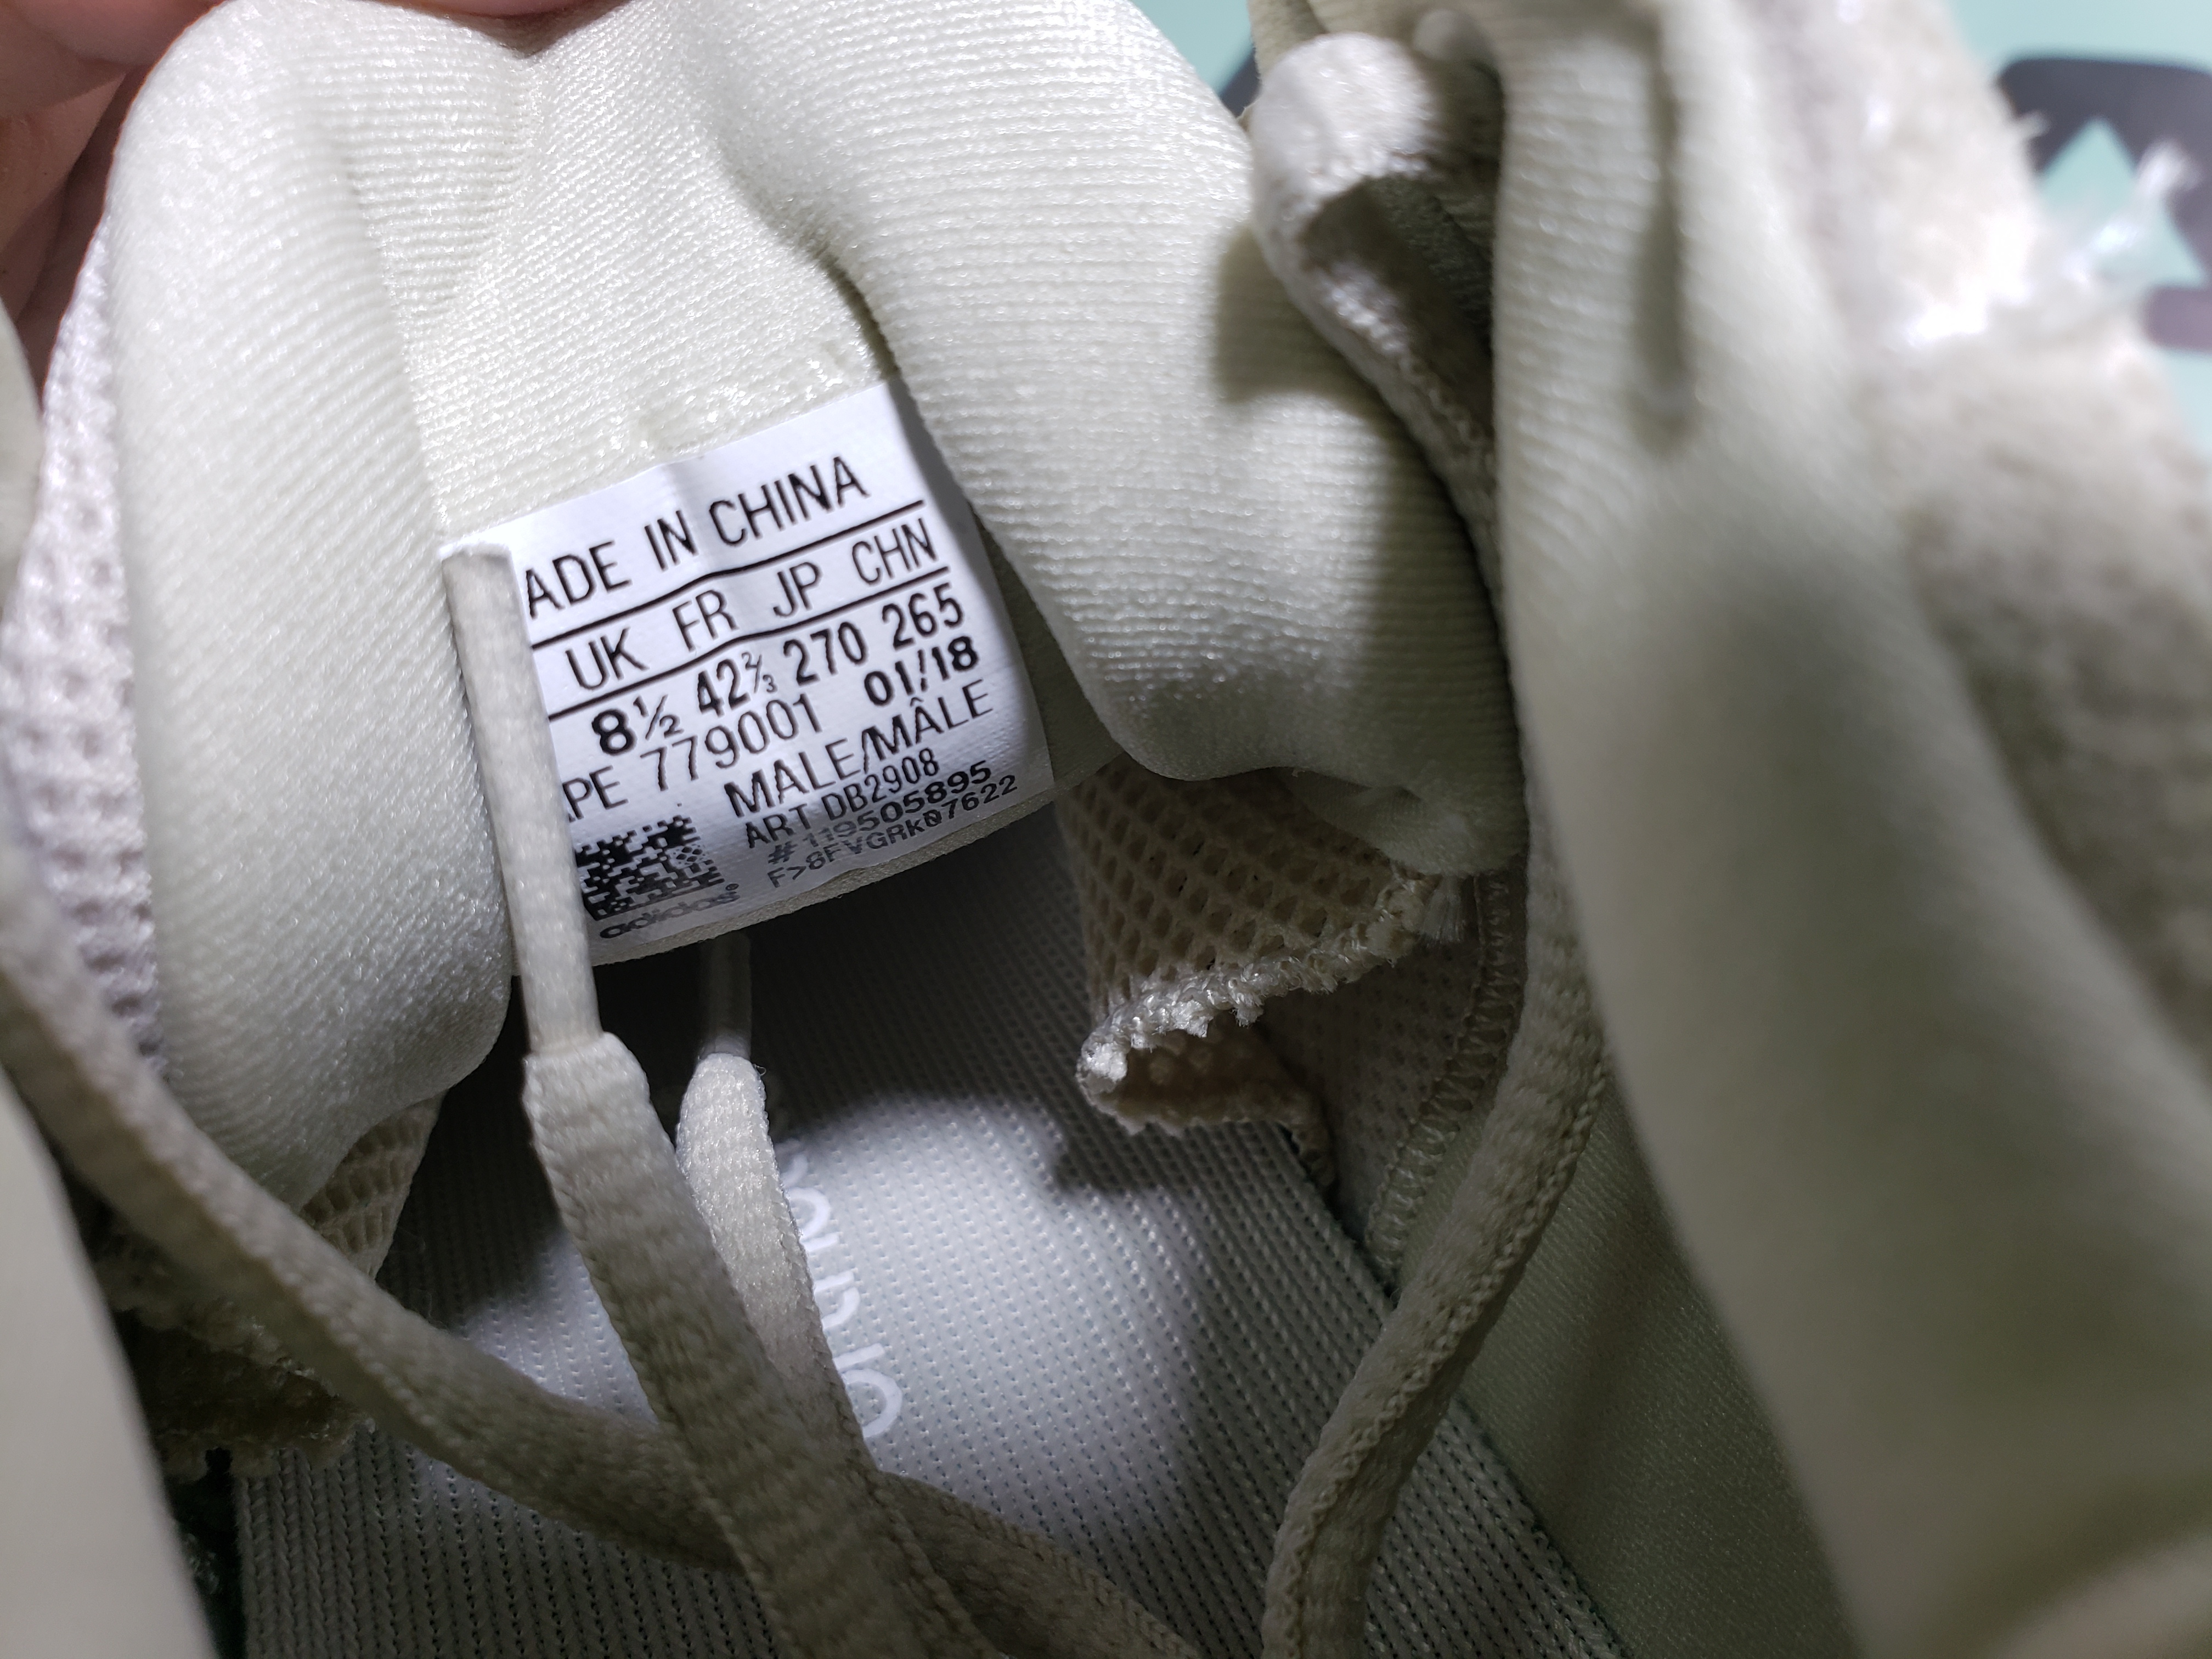 ADE IN CHINA
UK FR JP CHN
8½ 42⅔ 270 265
PE 779001 01/18
MALE/MÂLE
ART DB2908
#119505895
F>8FVGRk07622
adidas